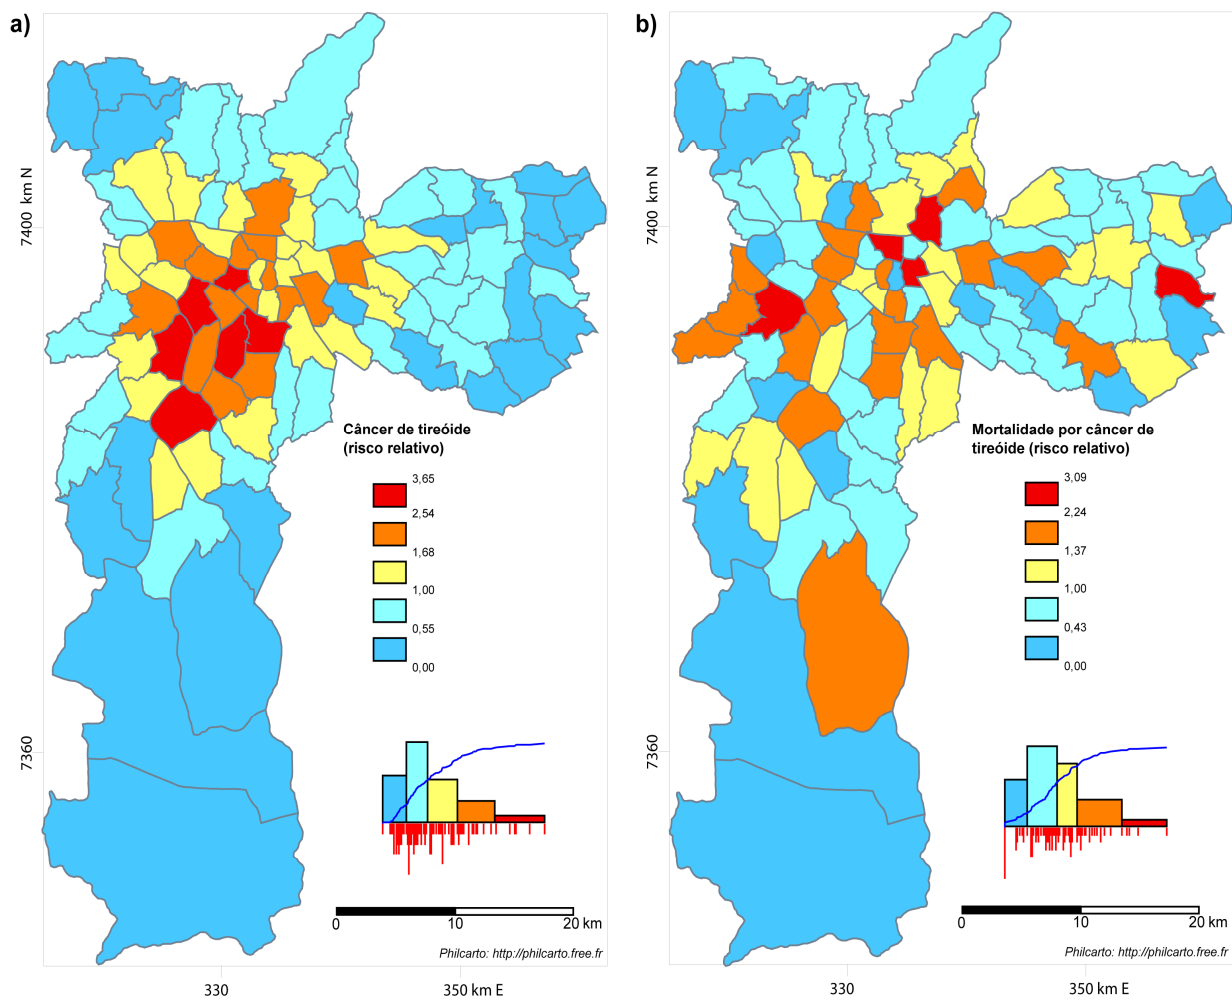 a)
7400 km N
7360
Câncer de tireóide
(risco relativo)
3,65
2,54
1,68
1,00
0,55
0,00
0
10
20 km
Philcarto: http://philcarto.free.fr
330
350 km E
b)
7400 km N
7360
Mortalidade por câncer de
tireóide (risco relativo)
3,09
2,24
1,37
1,00
0,43
0,00
0
10
20 km
Philcarto: http://philcarto.free.fr
330
350 km E